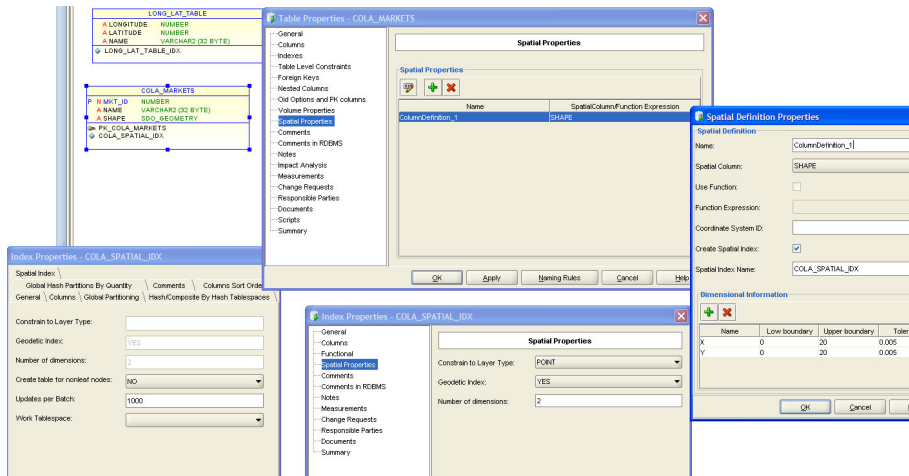 LONG_LAT_TABLE
A LONGITUDE NUMBER
A LATITUDE NUMBER
A NAME VARCHAR2 (32 BYTE)
LONG_LAT_TABLE_IDX
COLA_MARKETS
P N MKT_ID NUMBER
A NAME VARCHAR2 (32 BYTE)
A SHAPE SDO_GEOMETRY
PK_COLA_MARKETS
COLA_SPATIAL_IDX
Table Properties - COLA_MARKETS
General
Columns
Indexes
Table Level Constraints
Foreign Keys
Nested Columns
Oid Options and PK columns
Volume Properties
Spatial Properties
Comments
Comments in RDBMS
Notes
Impact Analysis
Measurements
Change Requests
Responsible Parties
Documents
Scripts
Summary
Spatial Properties
Spatial Properties
Name SpatialColumn/Function Expression
ColumnDefinition_1 SHAPE
OK Apply Naming Rules Cancel Help
Spatial Definition Properties
Spatial Definition
Name: ColumnDefinition_1
Spatial Column: SHAPE
Use Function:
Function Expression:
Coordinate System ID:
Create Spatial Index:
Spatial Index Name: COLA_SPATIAL_IDX
Dimensional Information
Name Low boundary Upper boundary Toler
X 0 20 0.005
Y 0 20 0.005
OK Cancel
Index Properties - COLA_SPATIAL_IDX
Spatial Index
Global Hash Partitions By Quantity Comments Columns Sort Orde
General Columns Global Partitioning Hash/Composite By Hash Tablespaces
Constrain to Layer Type:
Geodetic Index: YES
Number of dimensions: 2
Create table for nonleaf nodes: NO
Updates per Batch: 1000
Work Tablespace:
Index Properties - COLA_SPATIAL_IDX
General
Columns
Functional
Spatial Properties
Comments
Comments in RDBMS
Notes
Measurements
Change Requests
Responsible Parties
Documents
Summary
Spatial Properties
Constrain to Layer Type: POINT
Geodetic Index: YES
Number of dimensions: 2